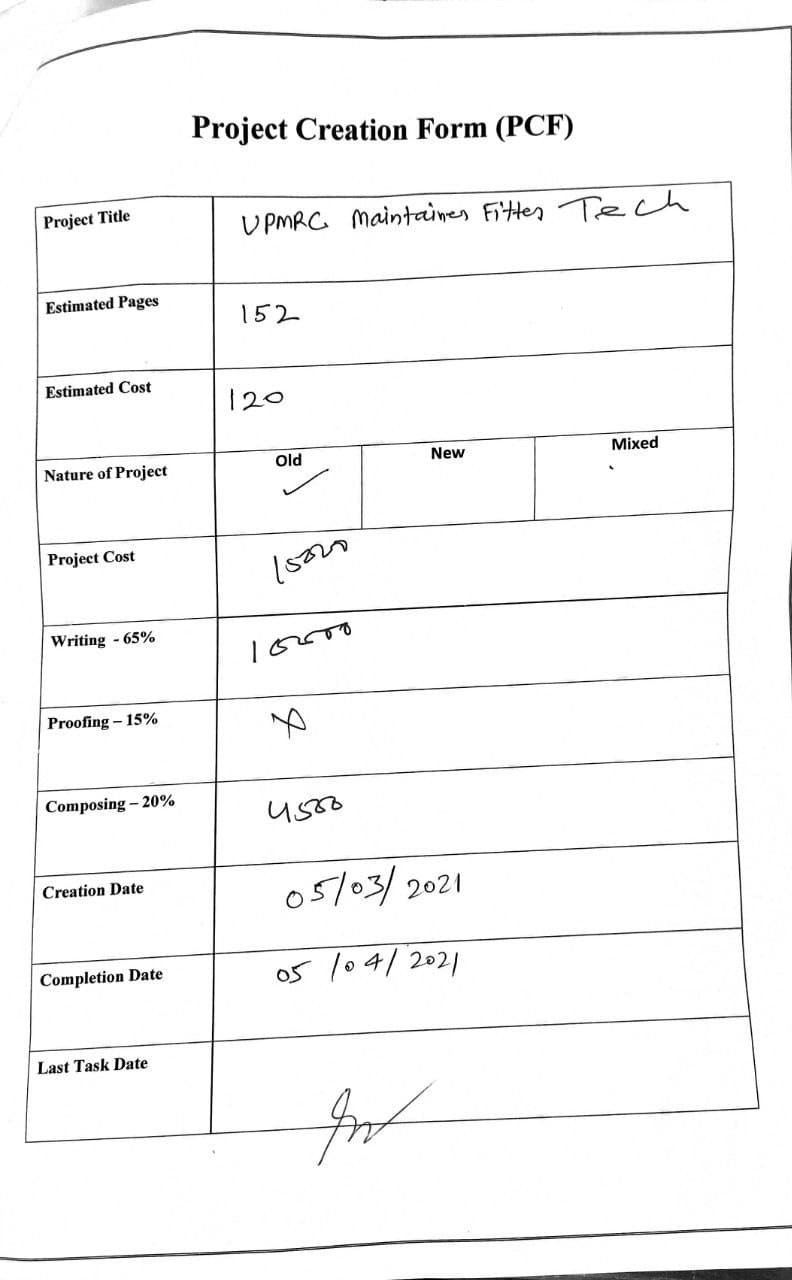 Project Creation Form (PCF)
Project Title UPMRC Maintainer Fitter Tech
Estimated Pages 152
Estimated Cost 120
Nature of Project Old New Mixed
Project Cost 15000
Writing - 65%
Proofing – 15%
Composing – 20% 4500
Creation Date 05/03/2021
Completion Date 05/04/2021
Last Task Date